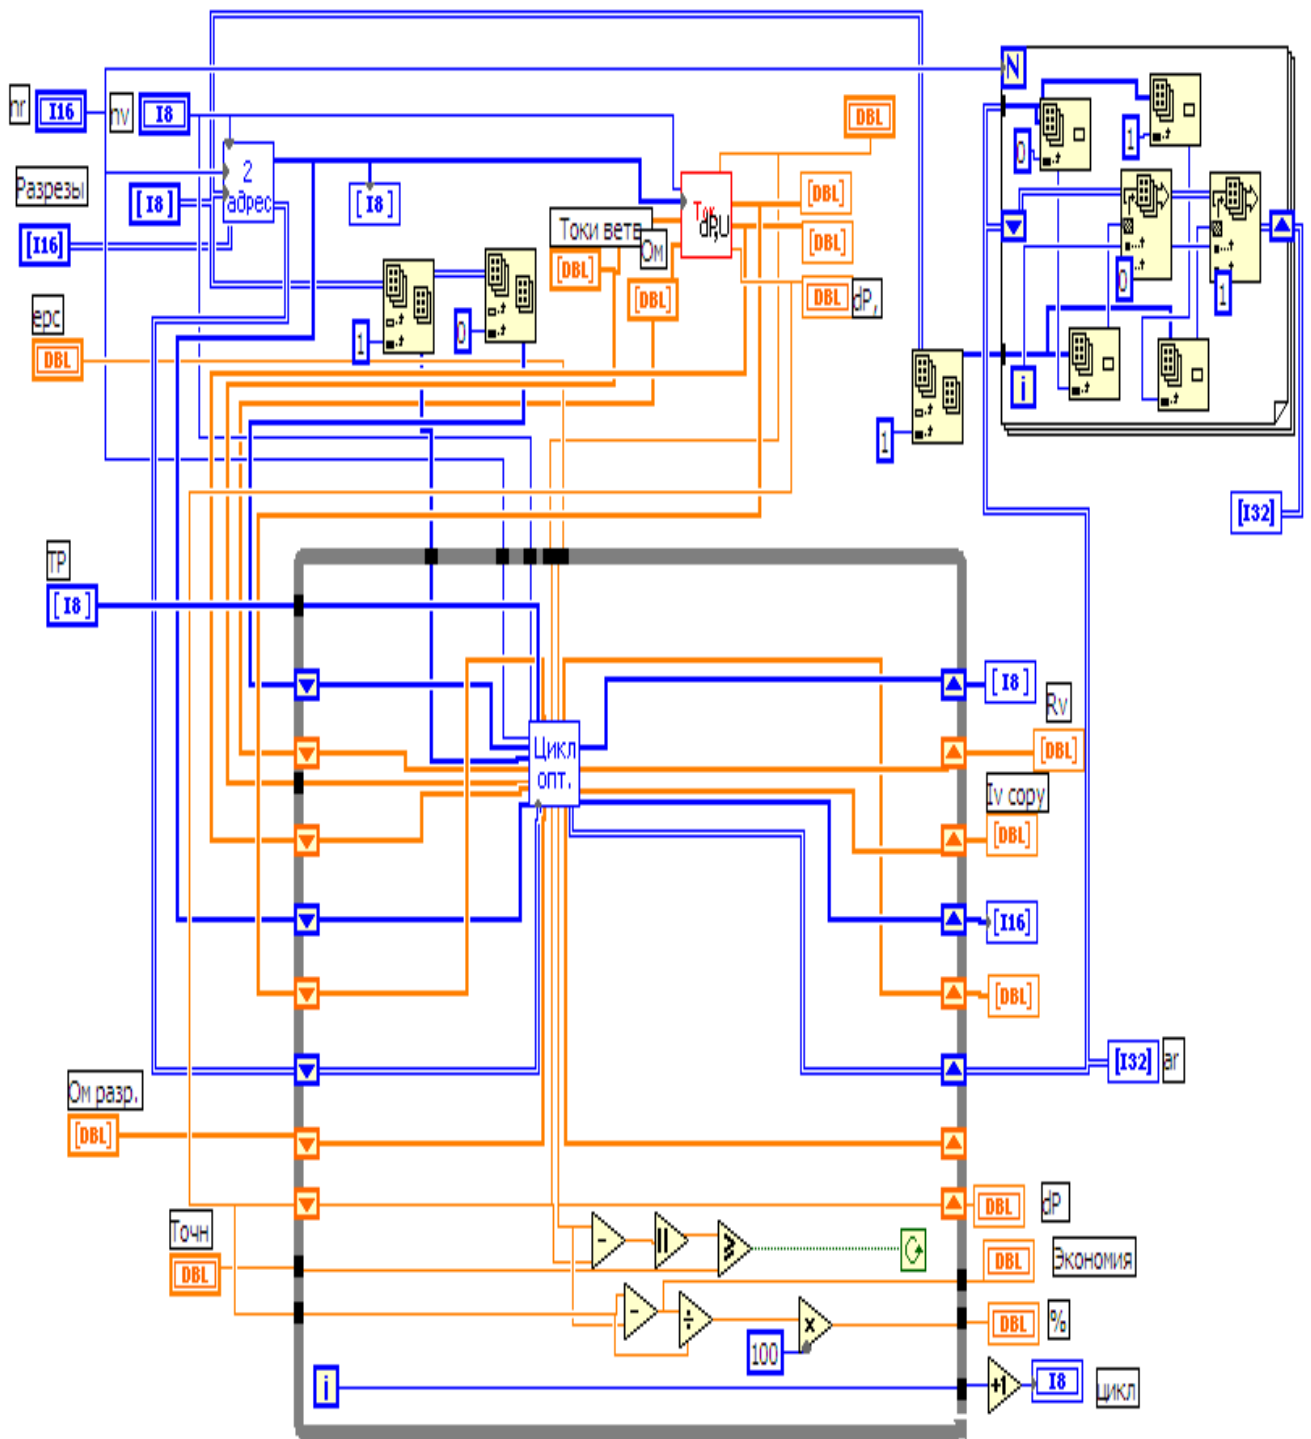 N
nr
I16
nv
I8
DBL
0
1
2
адрес
Разрезы
[I8]
[I8]
[DBL]
[I16]
Токи ветв
Ом
dP,U
[DBL]
[DBL]
[DBL]
DBL
dP,
0
1
epc
DBL
1
0
i
1
[I32]
ТР
[I8]
[I8]
Rv
[DBL]
Цикл
опт.
Iv copy
[DBL]
[I16]
[DBL]
[I32]
ar
Ом разр.
[DBL]
DBL
dP
Точн
DBL
-
||
DBL
Экономия
-
÷
x
100
DBL
%
i
+1
I8
цикл